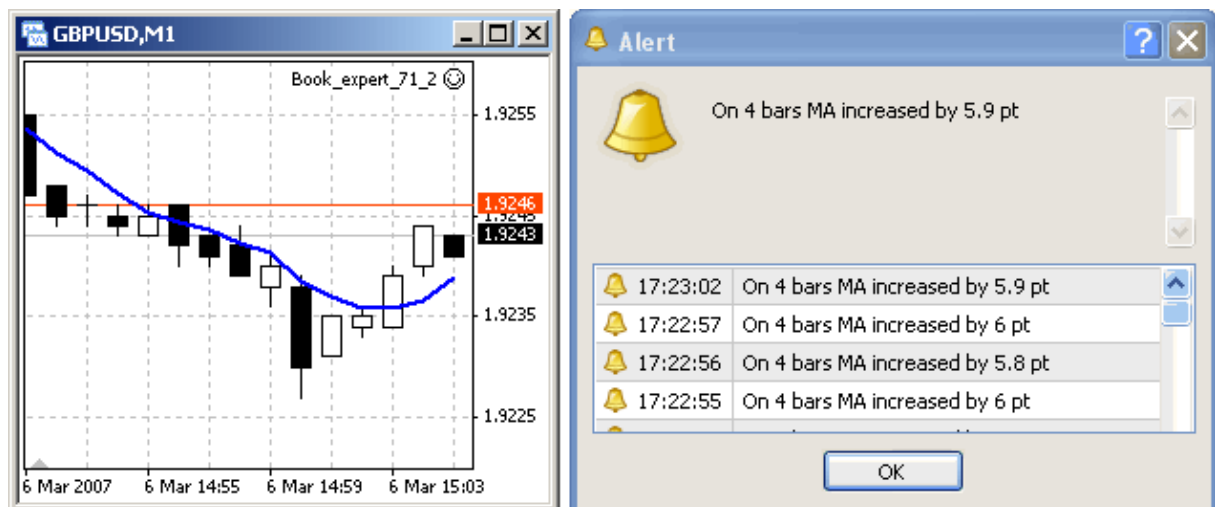 GBPUSD,M1
Book_expert_71_2
1.9255
1.9246
1.9245
1.9243
1.9235
1.9225
6 Mar 2007 6 Mar 14:55 6 Mar 14:59 6 Mar 15:03
Alert
On 4 bars MA increased by 5.9 pt
17:23:02 On 4 bars MA increased by 5.9 pt
17:22:57 On 4 bars MA increased by 6 pt
17:22:56 On 4 bars MA increased by 5.8 pt
17:22:55 On 4 bars MA increased by 6 pt
OK